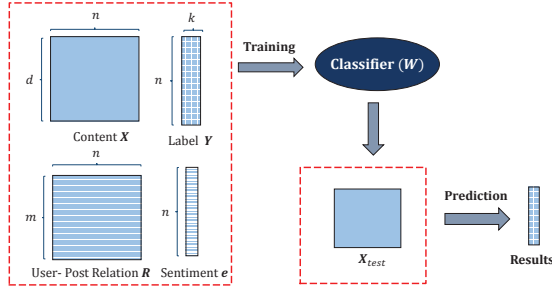 n
k
d
n
Training
Classifier (W)
Content X
Label Y
n
m
n
Prediction
X_test
User- Post Relation R
Sentiment e
Results